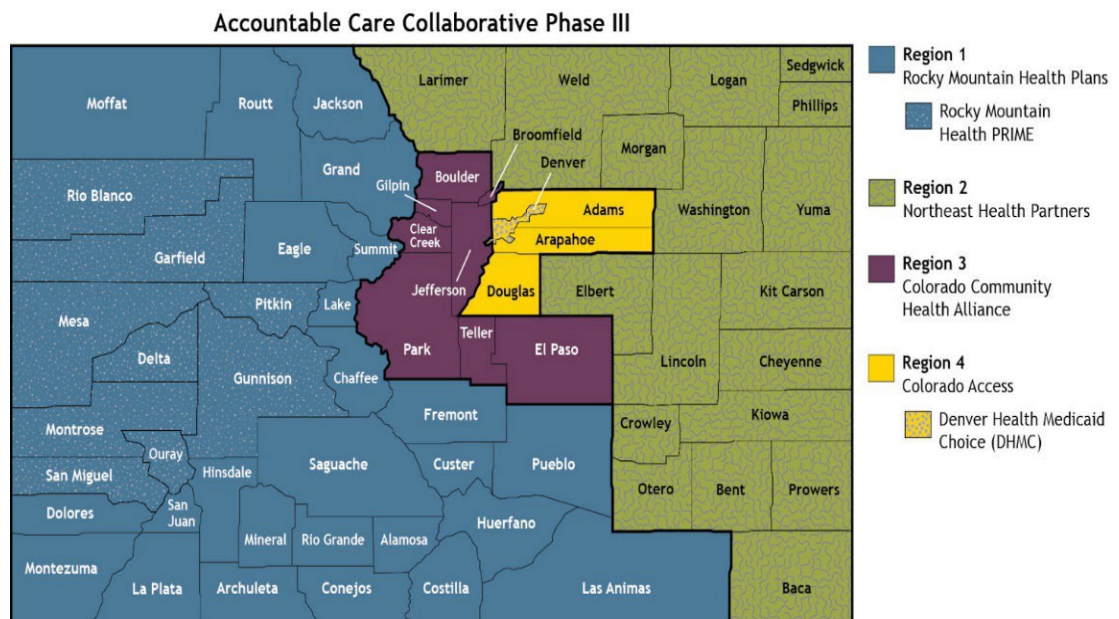 Accountable Care Collaborative Phase III
Moffat
Routt
Jackson
Larimer
Weld
Logan
Sedgwick
Phillips
Rio Blanco
Grand
Gilpin
Boulder
Broomfield
Denver
Morgan
Washington
Yuma
Garfield
Eagle
Summit
Clear
Creek
Adams
Arapahoe
Jefferson
Douglas
Elbert
Kit Carson
Mesa
Pitkin
Lake
Delta
Park
Teller
El Paso
Lincoln
Cheyenne
Gunnison
Chaffee
Fremont
Crowley
Kiowa
Montrose
Ouray
San Miguel
Hinsdale
Saguache
Custer
Pueblo
Otero
Bent
Prowers
Dolores
San
Juan
Mineral
Rio Grande
Alamosa
Huerfano
Montezuma
La Plata
Archuleta
Conejos
Costilla
Las Animas
Baca
Region 1
Rocky Mountain Health Plans
Rocky Mountain
Health PRIME
Region 2
Northeast Health Partners
Region 3
Colorado Community
Health Alliance
Region 4
Colorado Access
Denver Health Medicaid
Choice (DHMC)